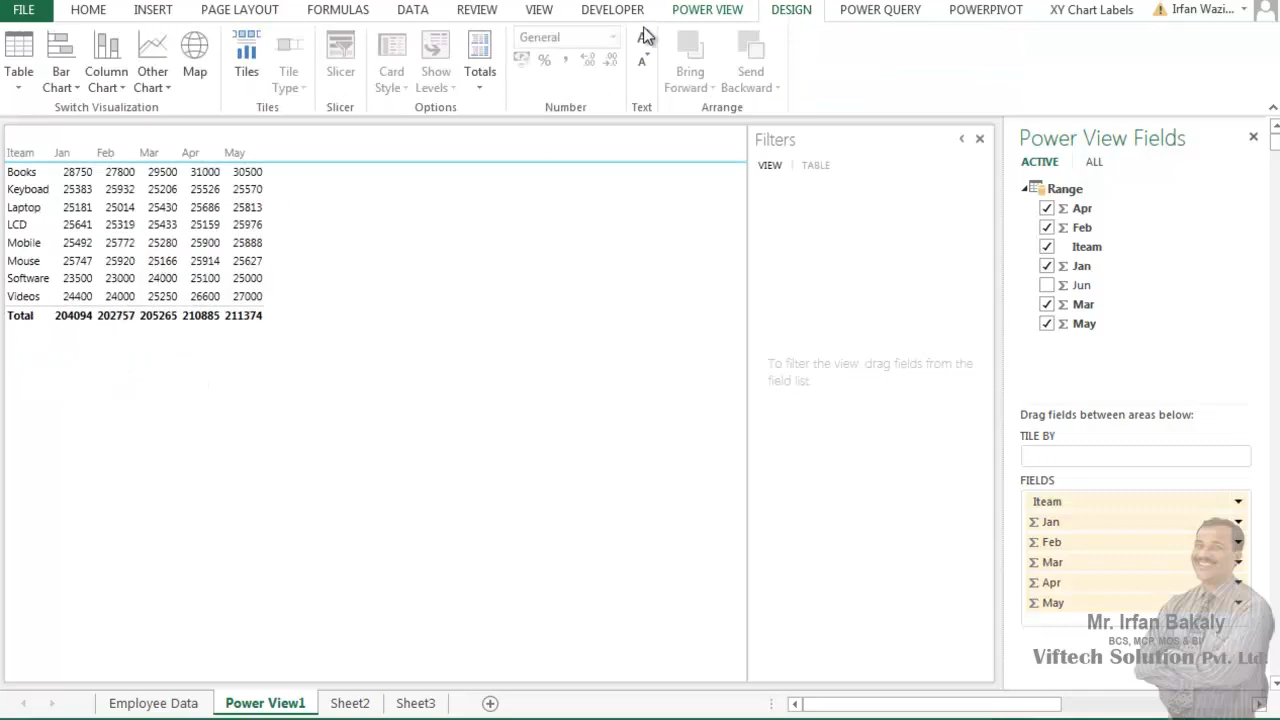 FILE HOME INSERT PAGE LAYOUT FORMULAS DATA REVIEW VIEW DEVELOPER POWER VIEW DESIGN POWER QUERY POWERPIVOT XY Chart Labels Irfan Wazi...
General
Table Bar Chart Column Chart Other Chart Map Tiles Tile Type Slicer Card Style Show Levels Totals % , Bring Forward Send Backward
Switch Visualization Tiles Slicer Options Number Text Arrange
Filters
VIEW TABLE
To filter the view drag fields from the
field list.
Iteam Jan Feb Mar Apr May
Books 28750 27800 29500 31000 30500
Keyboad 25383 25932 25206 25526 25570
Laptop 25181 25014 25430 25686 25813
LCD 25641 25319 25433 25159 25976
Mobile 25492 25772 25280 25900 25888
Mouse 25747 25920 25166 25914 25627
Software 23500 23000 24000 25100 25000
Videos 24400 24000 25250 26600 27000
Total 204094 202757 205265 210885 211374
Power View Fields
ACTIVE ALL
Range
Σ Apr
Σ Feb
Iteam
Σ Jan
Σ Jun
Σ Mar
Σ May
Drag fields between areas below:
TILE BY
FIELDS
Iteam
Σ Jan
Σ Feb
Σ Mar
Σ Apr
Σ May
Mr. Irfan Bakaly
BCS, MCP, MOS & BI
Viftech Solution Pvt. Ltd.
Employee Data Power View1 Sheet2 Sheet3